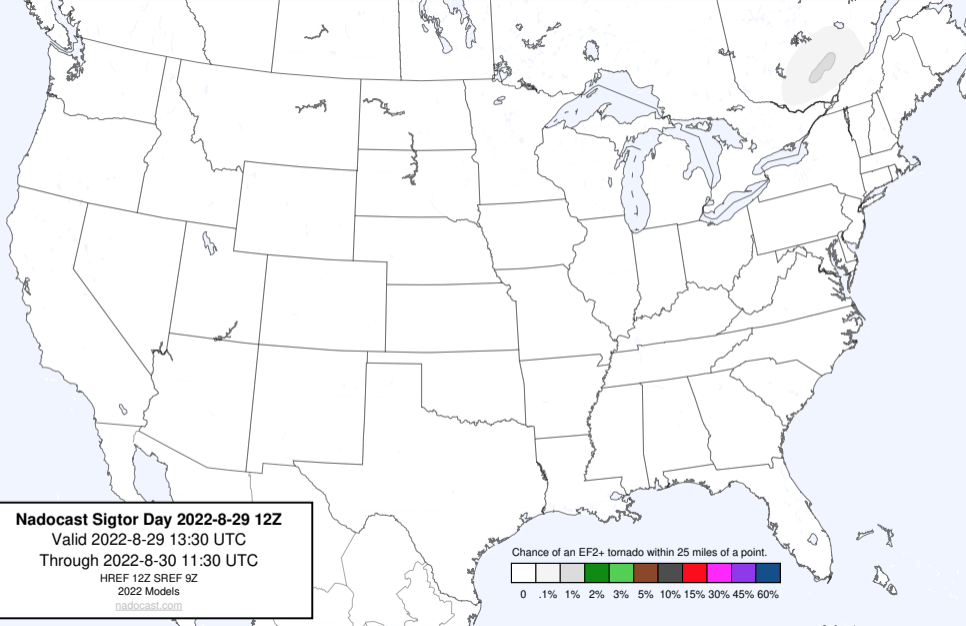 Nadocast Sigtor Day 2022-8-29 12Z
Valid 2022-8-29 13:30 UTC
Through 2022-8-30 11:30 UTC
HREF 12Z SREF 9Z
2022 Models
nadocast.com
Chance of an EF2+ tornado within 25 miles of a point.
0 .1% 1% 2% 3% 5% 10% 15% 30% 45% 60%